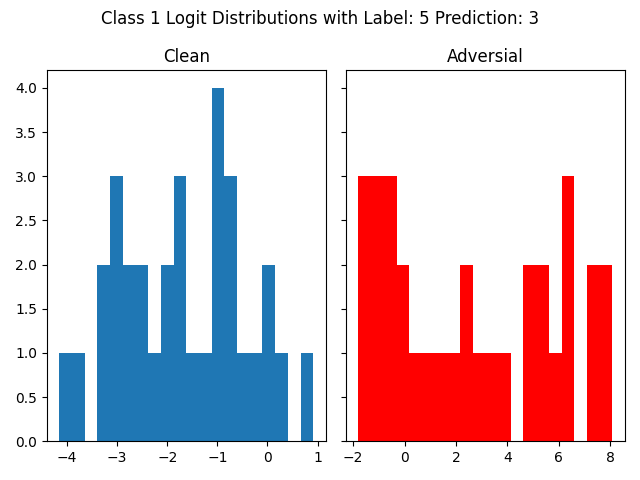 Class 1 Logit Distributions with Label: 5 Prediction: 3
Clean
Adversial
4.0
3.5
3.0
2.5
2.0
1.5
1.0
0.5
0.0
−4 −3 −2 −1 0 1
−2 0 2 4 6 8